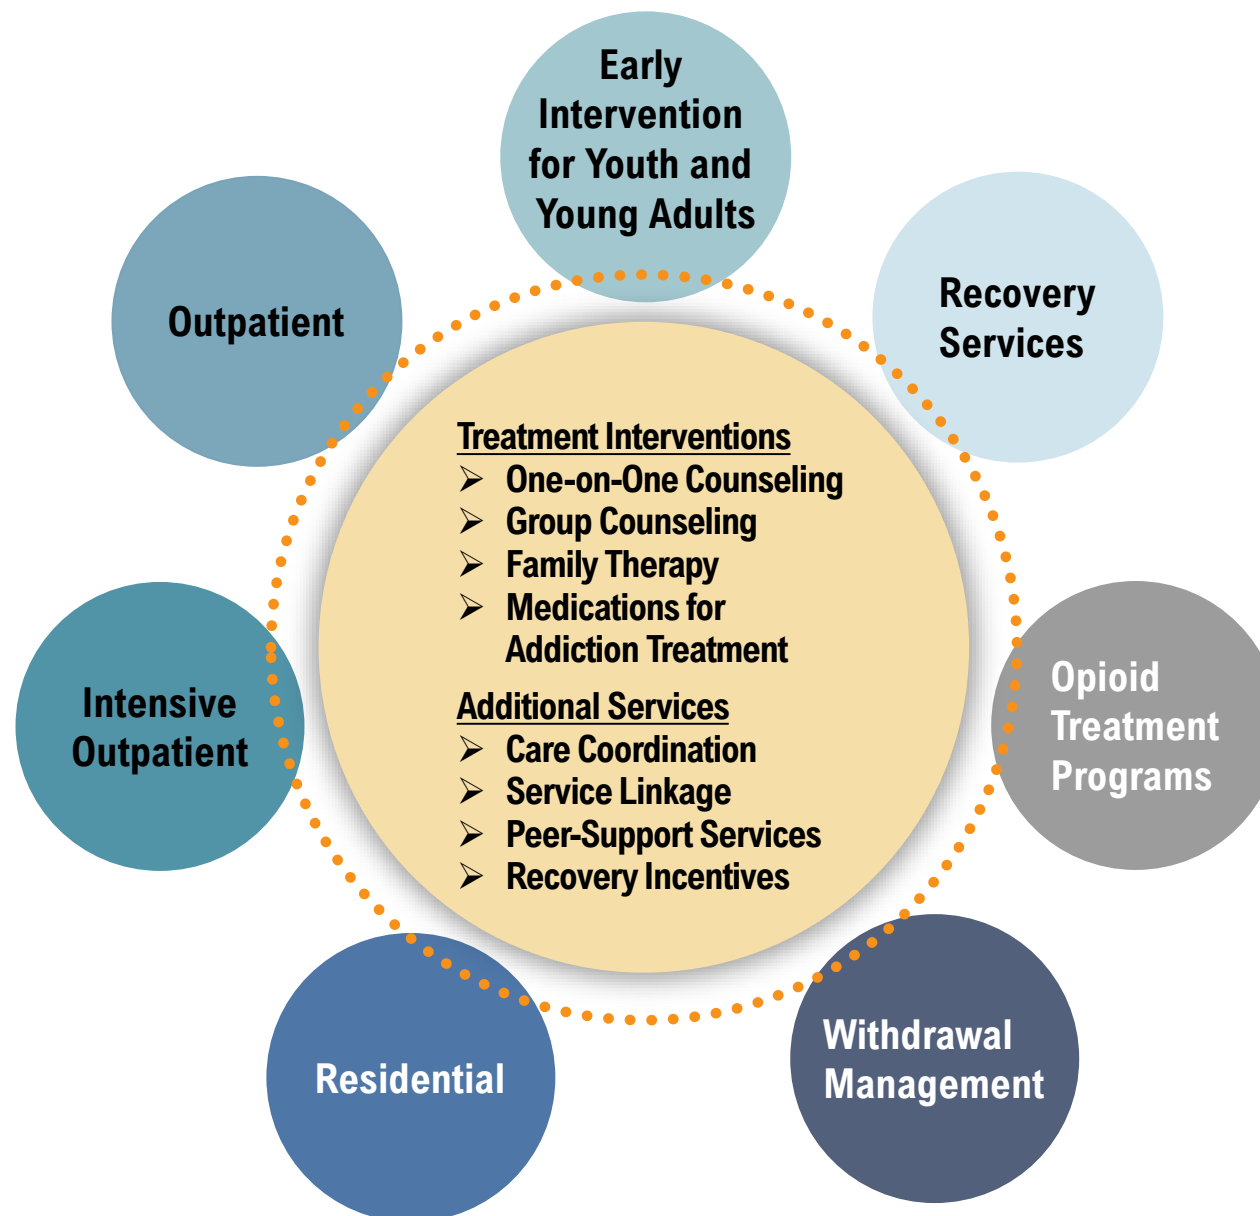 Early
Intervention
for Youth and
Young Adults
Outpatient
Recovery
Services
Treatment Interventions
➢ One-on-One Counseling
➢ Group Counseling
➢ Family Therapy
➢ Medications for
Addiction Treatment
Additional Services
➢ Care Coordination
➢ Service Linkage
➢ Peer-Support Services
➢ Recovery Incentives
Intensive
Outpatient
Opioid
Treatment
Programs
Residential
Withdrawal
Management